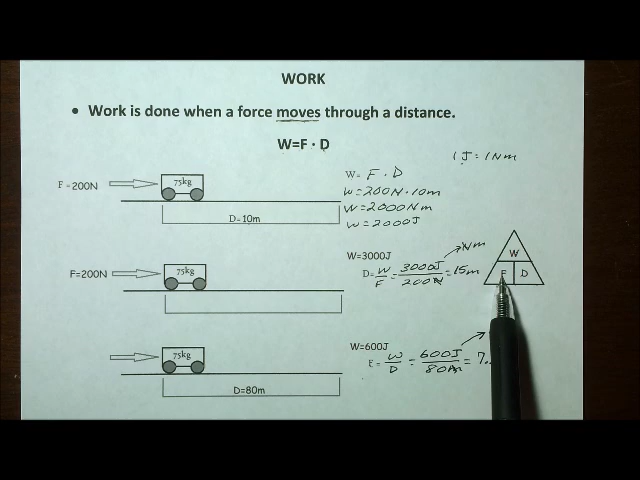 WORK
• Work is done when a force moves through a distance.
W=F · D
1 J = 1Nm
F =200N
75kg
D=10m
W= F · D
W=200N·10m
W=2000Nm
W=2000J
F=200N
75kg
W=3000J
D= W/F = 3000J/200N = 15m
Nm
W
F D
75kg
D=80m
W=600J
F= W/D = 600J/80m = 7.